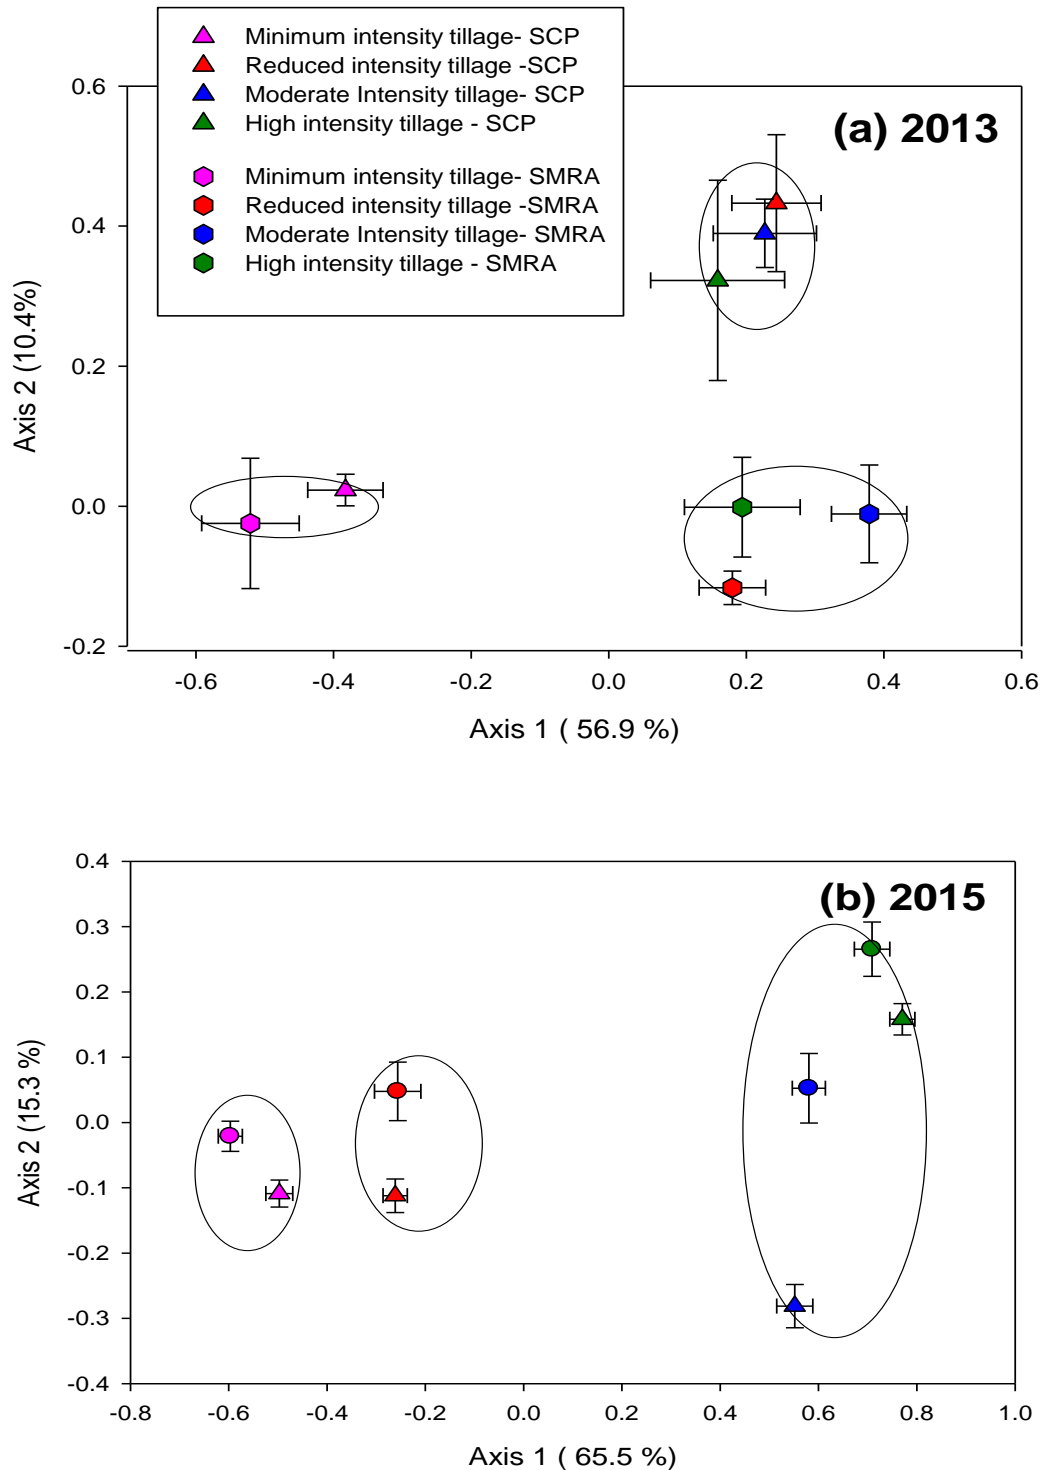 Minimum intensity tillage- SCP
Reduced intensity tillage -SCP
Moderate Intensity tillage- SCP
High intensity tillage - SCP
Minimum intensity tillage- SMRA
Reduced intensity tillage -SMRA
Moderate Intensity tillage- SMRA
High intensity tillage - SMRA
(a) 2013
0.6
0.4
0.2
0.0
-0.2
Axis 2 (10.4%)
-0.6 -0.4 -0.2 0.0 0.2 0.4 0.6
Axis 1 ( 56.9 %)
(b) 2015
0.4
0.3
0.2
0.1
0.0
-0.1
-0.2
-0.3
-0.4
Axis 2 (15.3 %)
-0.8 -0.6 -0.4 -0.2 0.0 0.2 0.4 0.6 0.8 1.0
Axis 1 ( 65.5 %)